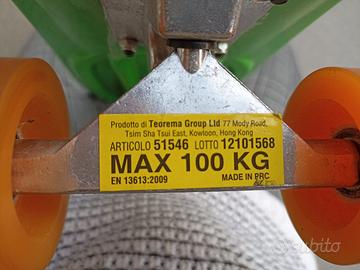 Prodotto di Teorema Group Ltd 77 Mody Road,
Tsim Sha Tsui East, Kowloon, Hong Kong
ARTICOLO 51546 LOTTO 12101568
MAX 100 KG
EN 13613:2009 MADE IN PRC
subito